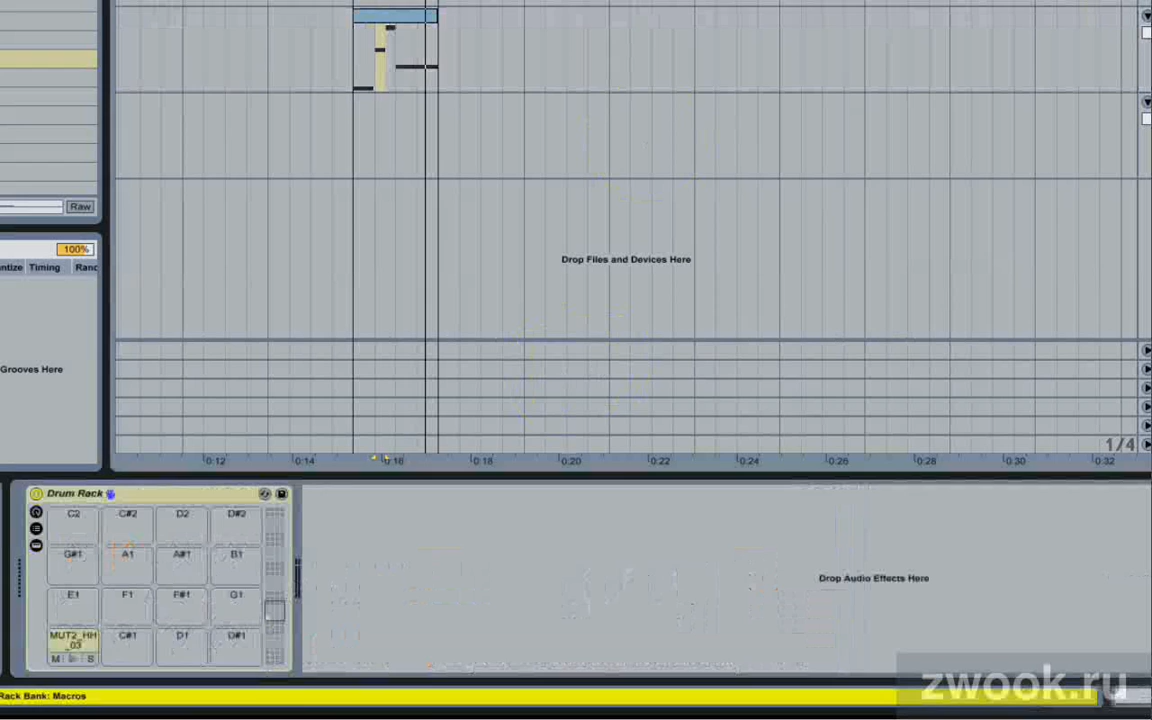 Raw
100%
ntize Timing Ranc
Drop Files and Devices Here
Grooves Here
1/4
0:12 0:14 0:16 0:18 0:20 0:22 0:24 0:26 0:28 0:30 0:32
Drum Rack
C2 C#2 D2 D#2
G#1 A1 A#1 B1
E1 F1 F#1 G1
MUT2_HH
_03
C#1 D1 D#1
M S
Drop Audio Effects Here
Rack Bank: Macros
zwook.ru